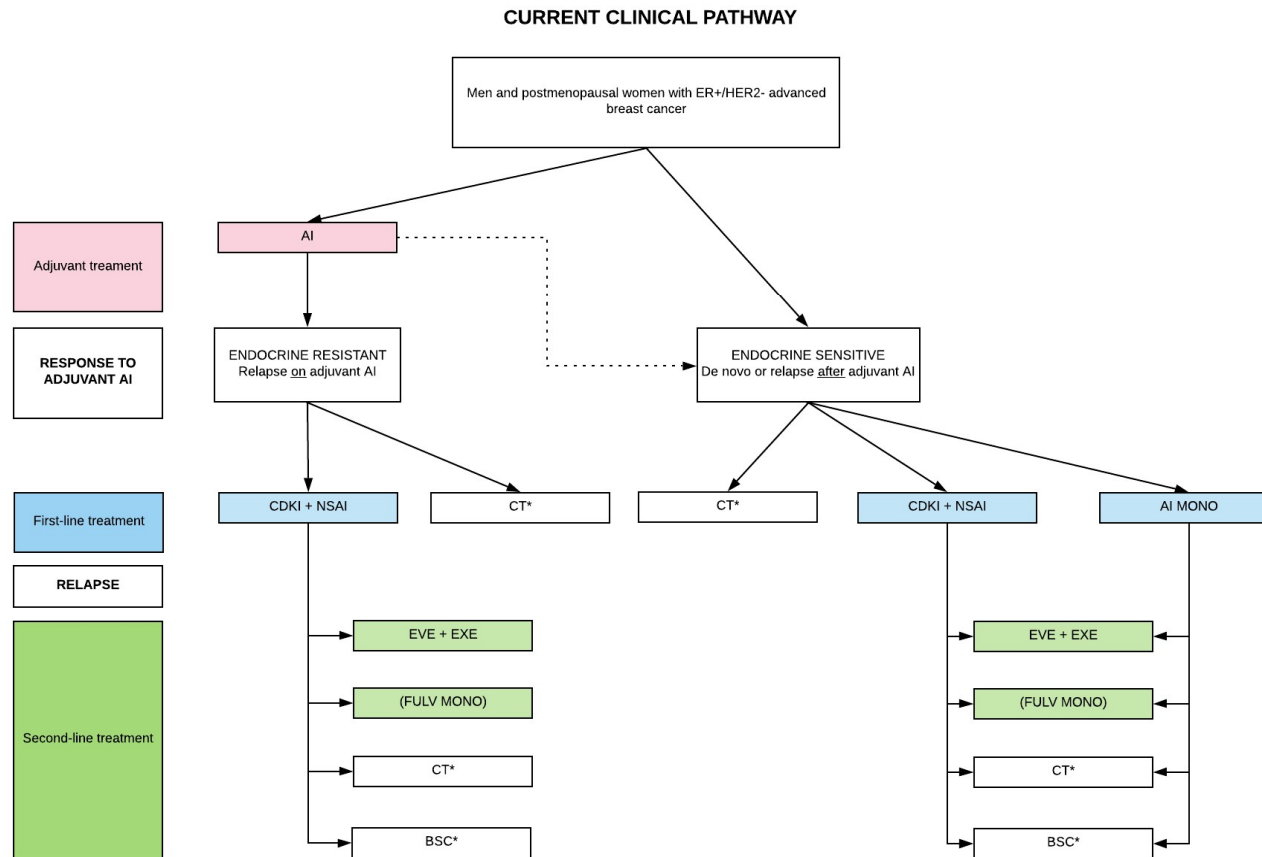 CURRENT CLINICAL PATHWAY
Men and postmenopausal women with ER+/HER2- advanced
breast cancer
Adjuvant treament
AI
RESPONSE TO
ADJUVANT AI
ENDOCRINE RESISTANT
Relapse on adjuvant AI
ENDOCRINE SENSITIVE
De novo or relapse after adjuvant AI
First-line treatment
CDKI + NSAI
CT*
CT*
CDKI + NSAI
AI MONO
RELAPSE
Second-line treatment
EVE + EXE
(FULV MONO)
CT*
BSC*
EVE + EXE
(FULV MONO)
CT*
BSC*